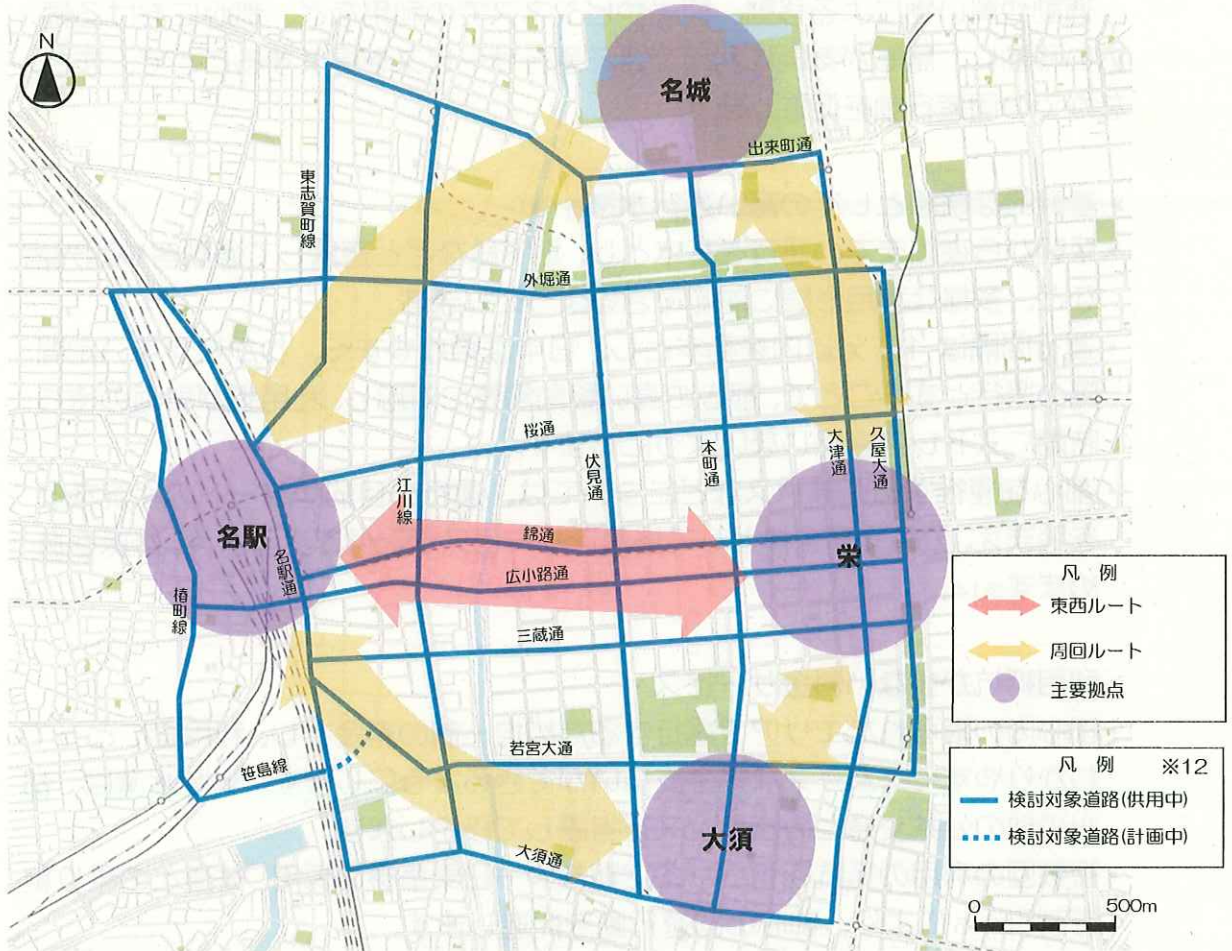 N
名城
出来町通
東志賀町線
外堀通
桜通
江川線
伏見通
本町通
大津通
久屋大通
錦通
名駅
名駅通
栄
広小路通
椿町線
三蔵通
若宮大通
笹島線
大須
大須通
凡 例
東西ルート
周回ルート
主要拠点
凡 例 ※12
検討対象道路(供用中)
検討対象道路(計画中)
0 500m